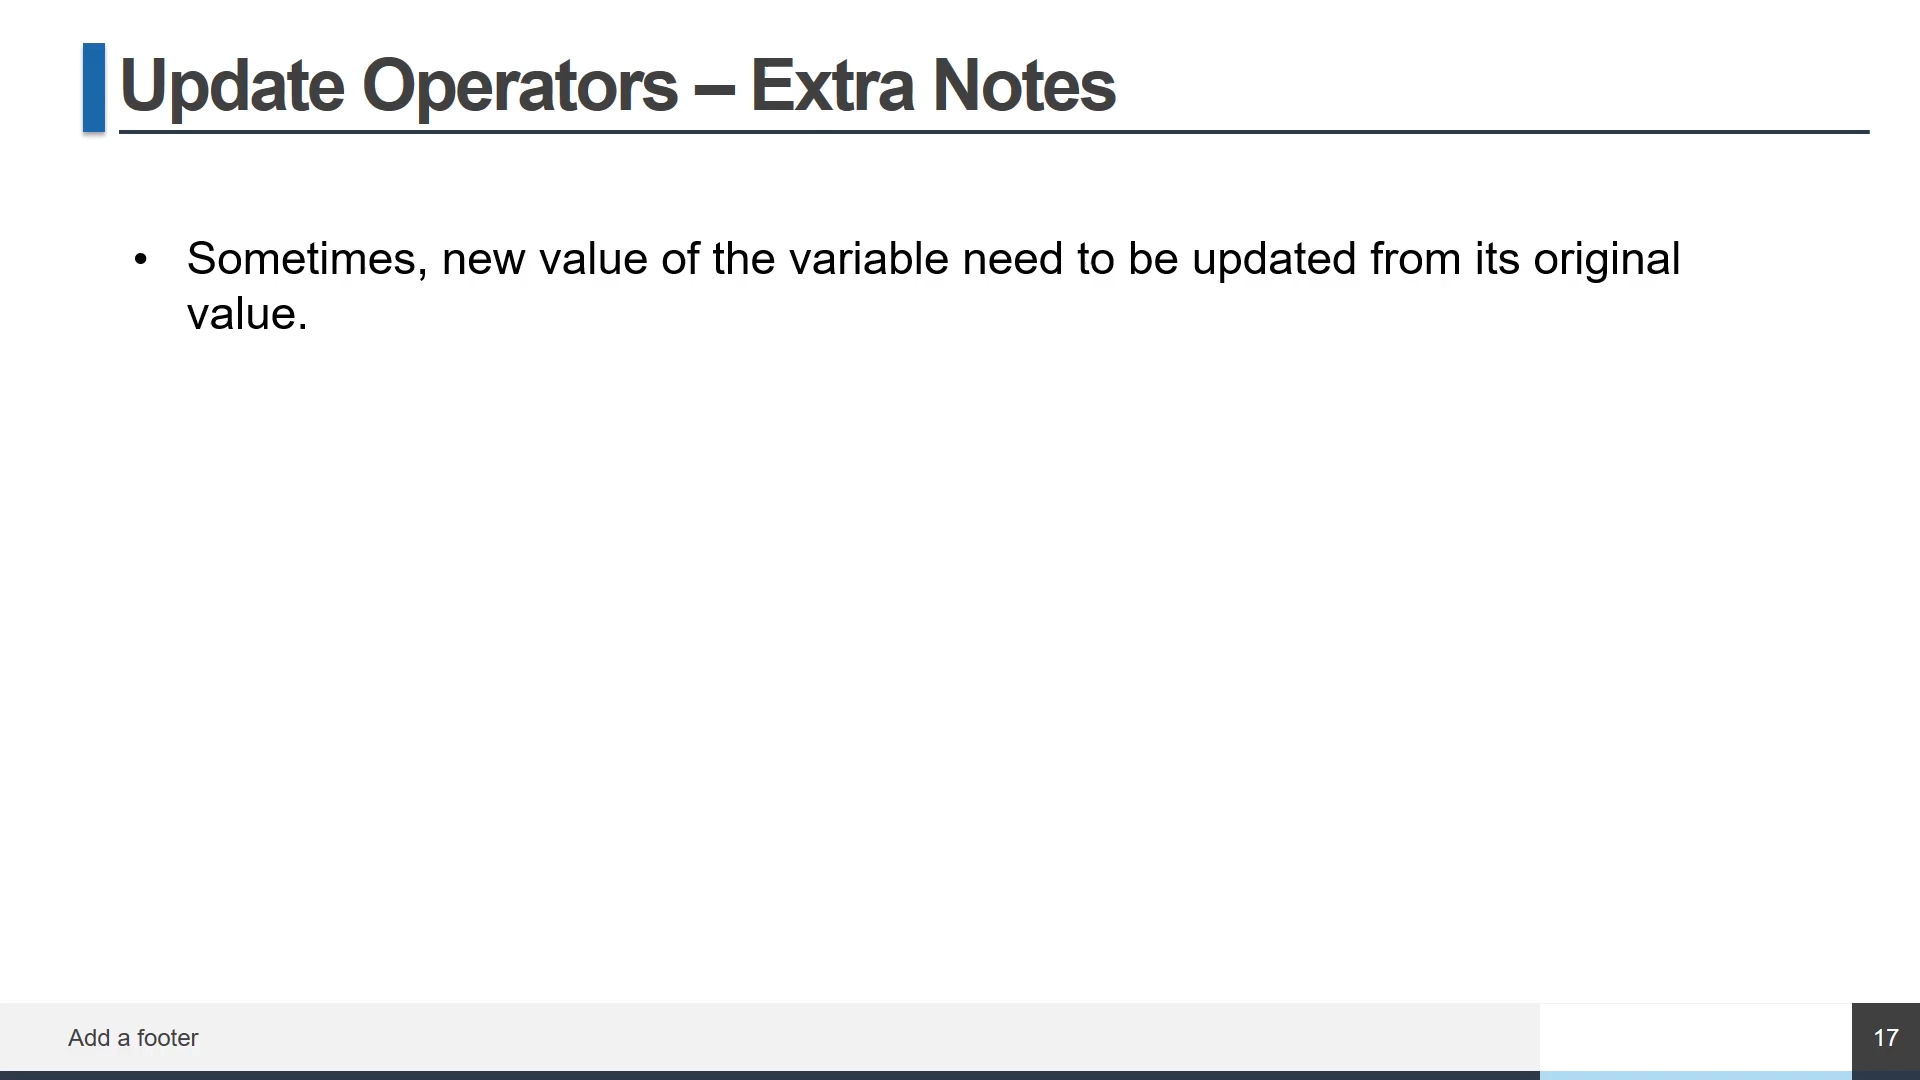 Update Operators – Extra Notes
• Sometimes, new value of the variable need to be updated from its original
value.
Add a footer
17